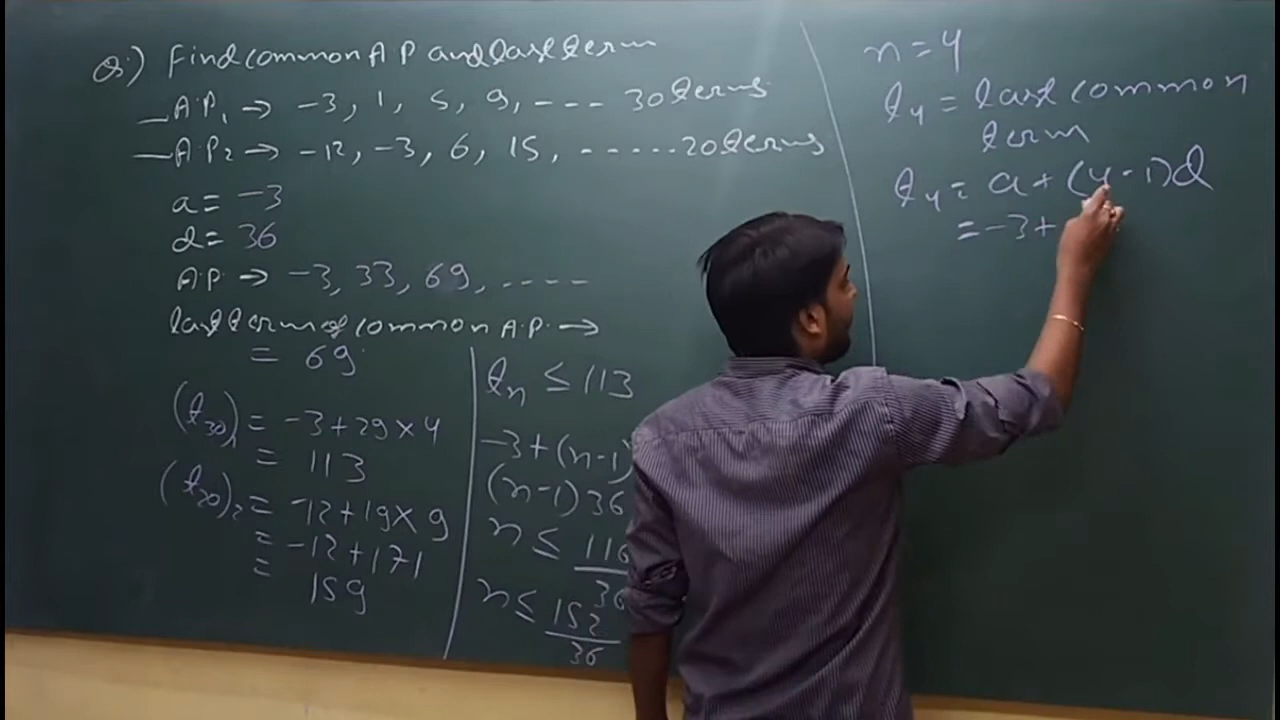 Q.) Find common A P and last term
A.P1 → -3, 1, 5, 9, ---- 30 terms
A.P2 → -12, -3, 6, 15, ...... 20 terms
a = -3
d = 36
A.P. → -3, 33, 69, ----
last term of common A.P. →
= 69
(t30)1 = -3+29×4
= 113
(t20)2 = -12+19×9
= -12+171
= 159
tn ≤ 113
-3+(n-1)
(n-1) 36
n ≤ 116/36
n ≤ 152/36
n = 4
t4 = last common
term
t4 = a + (4-1)d
= -3+